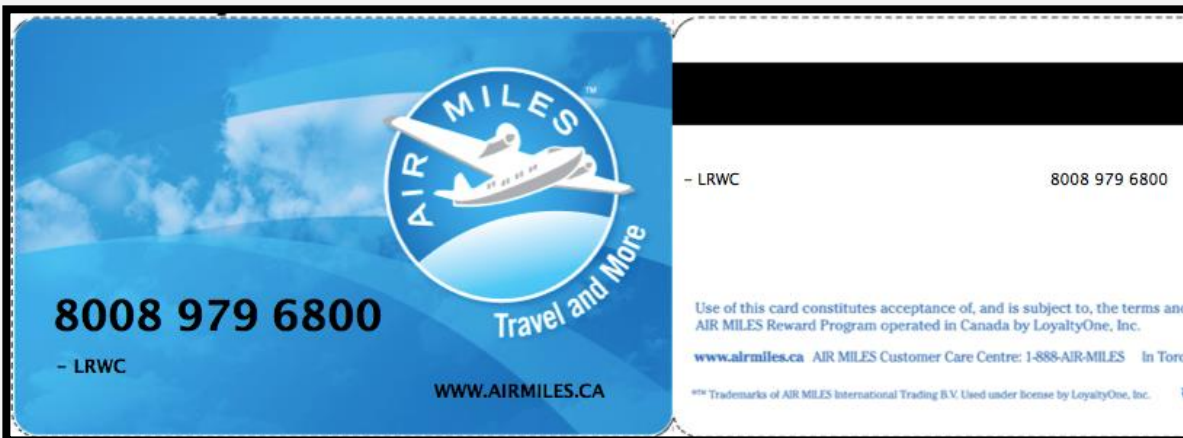 AIR MILES™
Travel and More
8008 979 6800
– LRWC
WWW.AIRMILES.CA
– LRWC 8008 979 6800
Use of this card constitutes acceptance of, and is subject to, the terms and
AIR MILES Reward Program operated in Canada by LoyaltyOne, Inc.
www.airmiles.ca AIR MILES Customer Care Centre: 1-888-AIR-MILES In Toro
Trademarks of AIR MILES International Trading B.V. Used under license by LoyaltyOne, Inc.